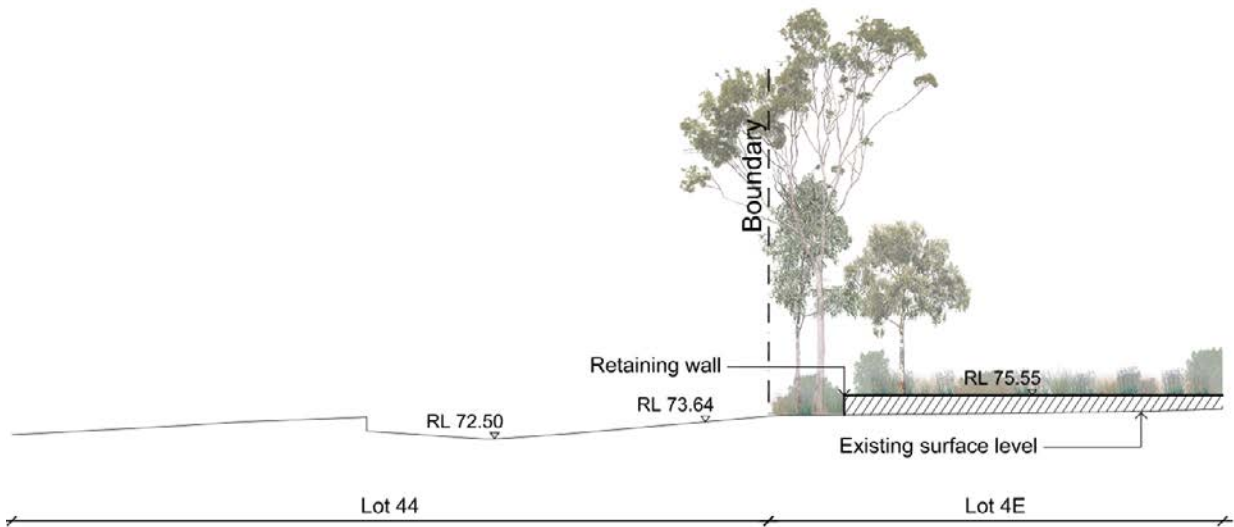 Boundary
Retaining wall
RL 75.55
RL 73.64
RL 72.50
Existing surface level
Lot 44
Lot 4E